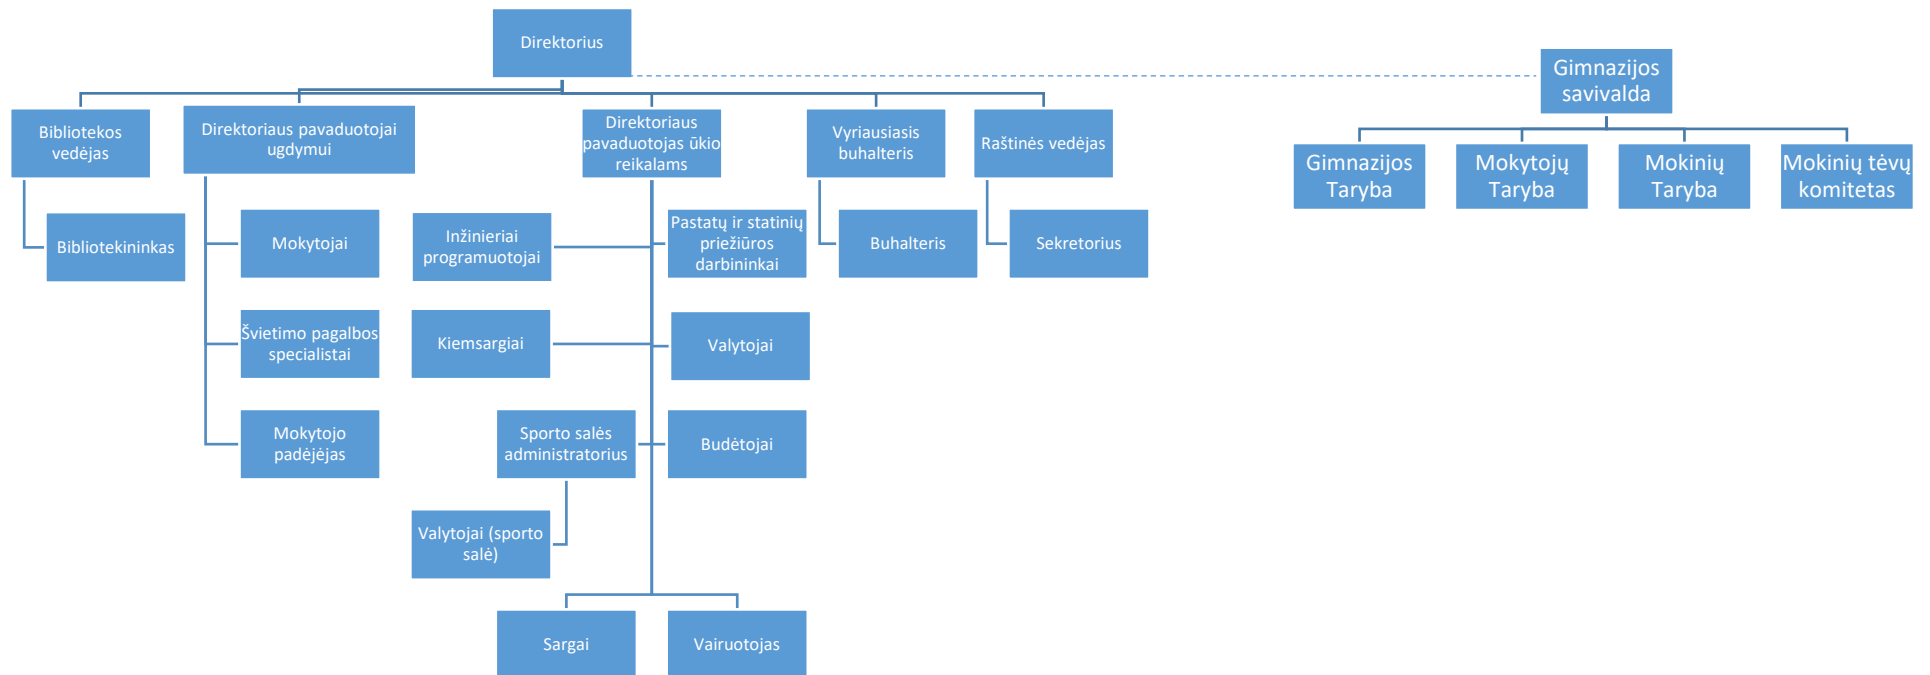 Direktorius
Gimnazijos
savivalda
Bibliotekos
vedėjas
Direktoriaus pavaduotojai
ugdymui
Direktoriaus
pavaduotojas ūkio
reikalams
Vyriausiasis
buhalteris
Raštinės vedėjas
Gimnazijos
Taryba
Mokytojų
Taryba
Mokinių
Taryba
Mokinių tėvų
komitetas
Bibliotekininkas
Mokytojai
Inžinieriai
programuotojai
Pastatų ir statinių
priežiūros
darbininkai
Buhalteris
Sekretorius
Švietimo pagalbos
specialistai
Kiemsargiai
Valytojai
Mokytojo
padėjėjas
Sporto salės
administratorius
Budėtojai
Valytojai (sporto
salė)
Sargai
Vairuotojas